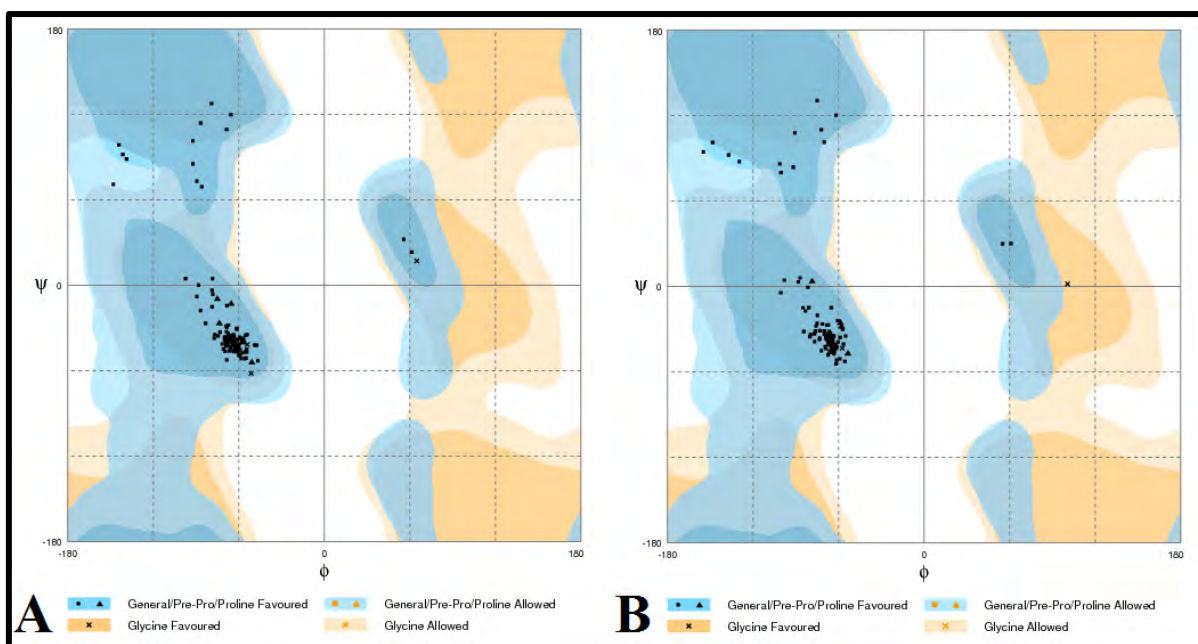 180
180
ψ
0
ψ
0
-180
-180
-180
0
180
-180
0
180
ϕ
ϕ
A
General/Pre-Pro/Proline Favoured
General/Pre-Pro/Proline Allowed
Glycine Favoured
Glycine Allowed
B
General/Pre-Pro/Proline Favoured
General/Pre-Pro/Proline Allowed
Glycine Favoured
Glycine Allowed